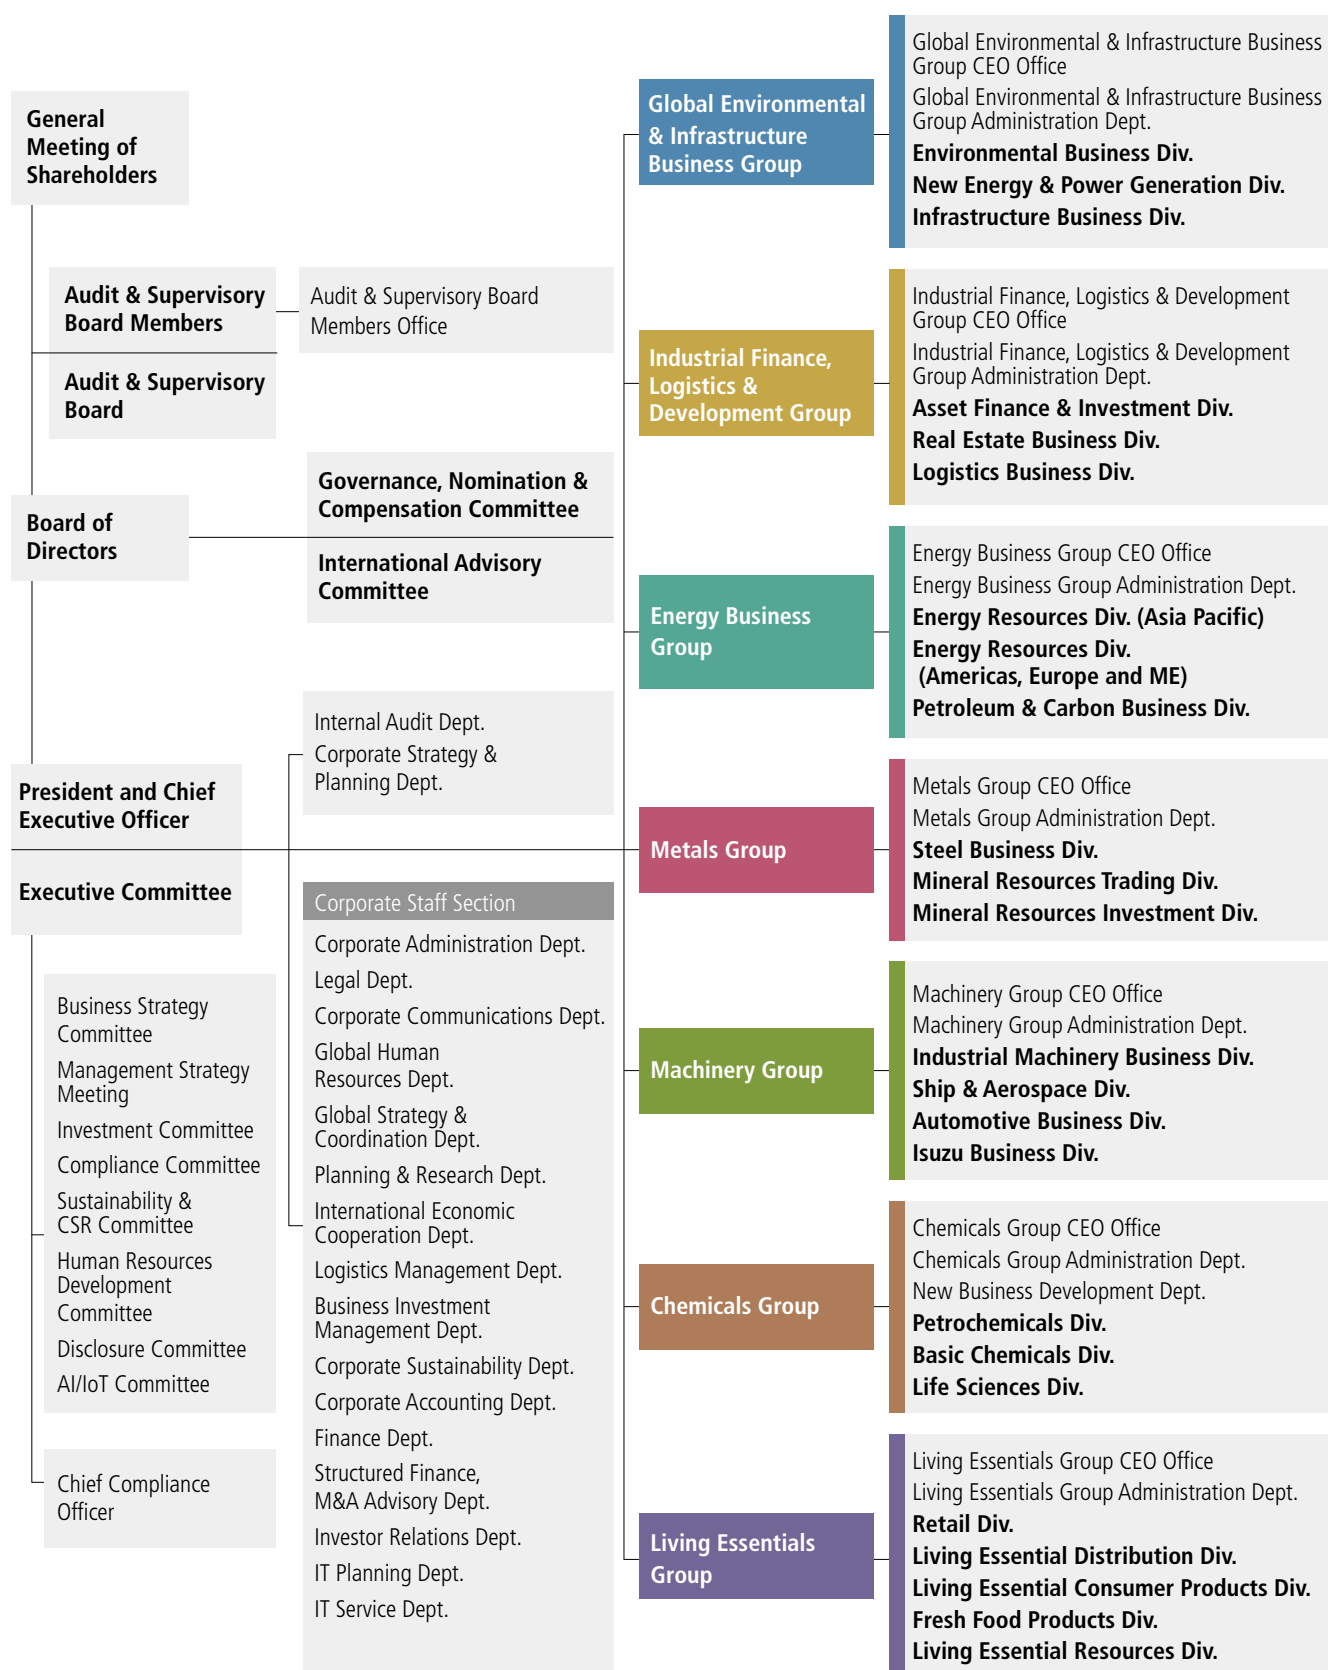 General
Meeting of
Shareholders
Audit & Supervisory
Board Members
Audit & Supervisory
Board
Audit & Supervisory Board
Members Office
Board of
Directors
Governance, Nomination &
Compensation Committee
International Advisory
Committee
President and Chief
Executive Officer
Executive Committee
Internal Audit Dept.
Corporate Strategy &
Planning Dept.
Business Strategy
Committee
Management Strategy
Meeting
Investment Committee
Compliance Committee
Sustainability &
CSR Committee
Human Resources
Development
Committee
Disclosure Committee
AI/IoT Committee
Chief Compliance
Officer
Corporate Staff Section
Corporate Administration Dept.
Legal Dept.
Corporate Communications Dept.
Global Human
Resources Dept.
Global Strategy &
Coordination Dept.
Planning & Research Dept.
International Economic
Cooperation Dept.
Logistics Management Dept.
Business Investment
Management Dept.
Corporate Sustainability Dept.
Corporate Accounting Dept.
Finance Dept.
Structured Finance,
M&A Advisory Dept.
Investor Relations Dept.
IT Planning Dept.
IT Service Dept.
Global Environmental
& Infrastructure
Business Group
Global Environmental & Infrastructure Business
Group CEO Office
Global Environmental & Infrastructure Business
Group Administration Dept.
Environmental Business Div.
New Energy & Power Generation Div.
Infrastructure Business Div.
Industrial Finance,
Logistics &
Development Group
Industrial Finance, Logistics & Development
Group CEO Office
Industrial Finance, Logistics & Development
Group Administration Dept.
Asset Finance & Investment Div.
Real Estate Business Div.
Logistics Business Div.
Energy Business
Group
Energy Business Group CEO Office
Energy Business Group Administration Dept.
Energy Resources Div. (Asia Pacific)
Energy Resources Div.
(Americas, Europe and ME)
Petroleum & Carbon Business Div.
Metals Group
Metals Group CEO Office
Metals Group Administration Dept.
Steel Business Div.
Mineral Resources Trading Div.
Mineral Resources Investment Div.
Machinery Group
Machinery Group CEO Office
Machinery Group Administration Dept.
Industrial Machinery Business Div.
Ship & Aerospace Div.
Automotive Business Div.
Isuzu Business Div.
Chemicals Group
Chemicals Group CEO Office
Chemicals Group Administration Dept.
New Business Development Dept.
Petrochemicals Div.
Basic Chemicals Div.
Life Sciences Div.
Living Essentials
Group
Living Essentials Group CEO Office
Living Essentials Group Administration Dept.
Retail Div.
Living Essential Distribution Div.
Living Essential Consumer Products Div.
Fresh Food Products Div.
Living Essential Resources Div.